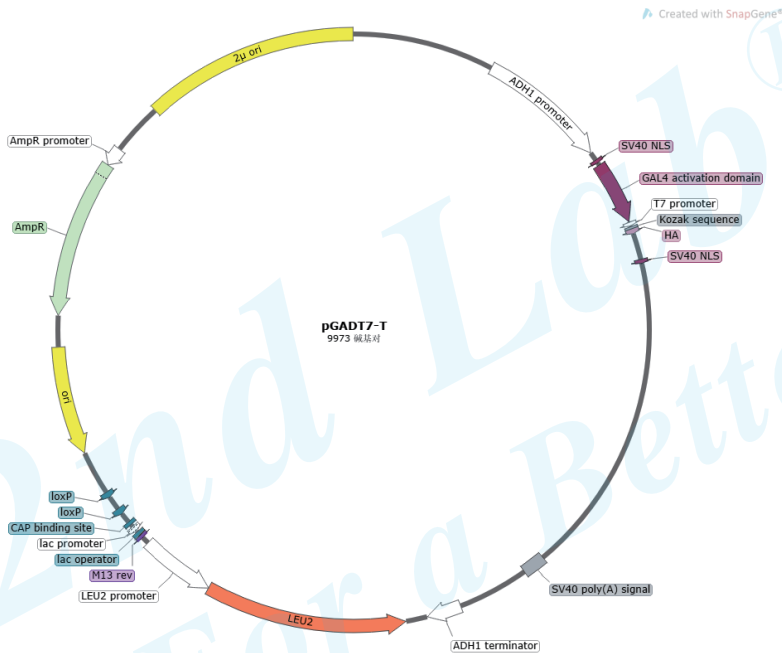 Created with SnapGene®
2μ ori
ADH1 promoter
AmpR promoter
SV40 NLS
GAL4 activation domain
T7 promoter
Kozak sequence
HA
SV40 NLS
AmpR
pGADT7-T
9973 碱基对
ori
loxP
loxP
CAP binding site
lac promoter
lac operator
M13 rev
LEU2 promoter
LEU2
SV40 poly(A) signal
ADH1 terminator
2nd Lab
For a Bette